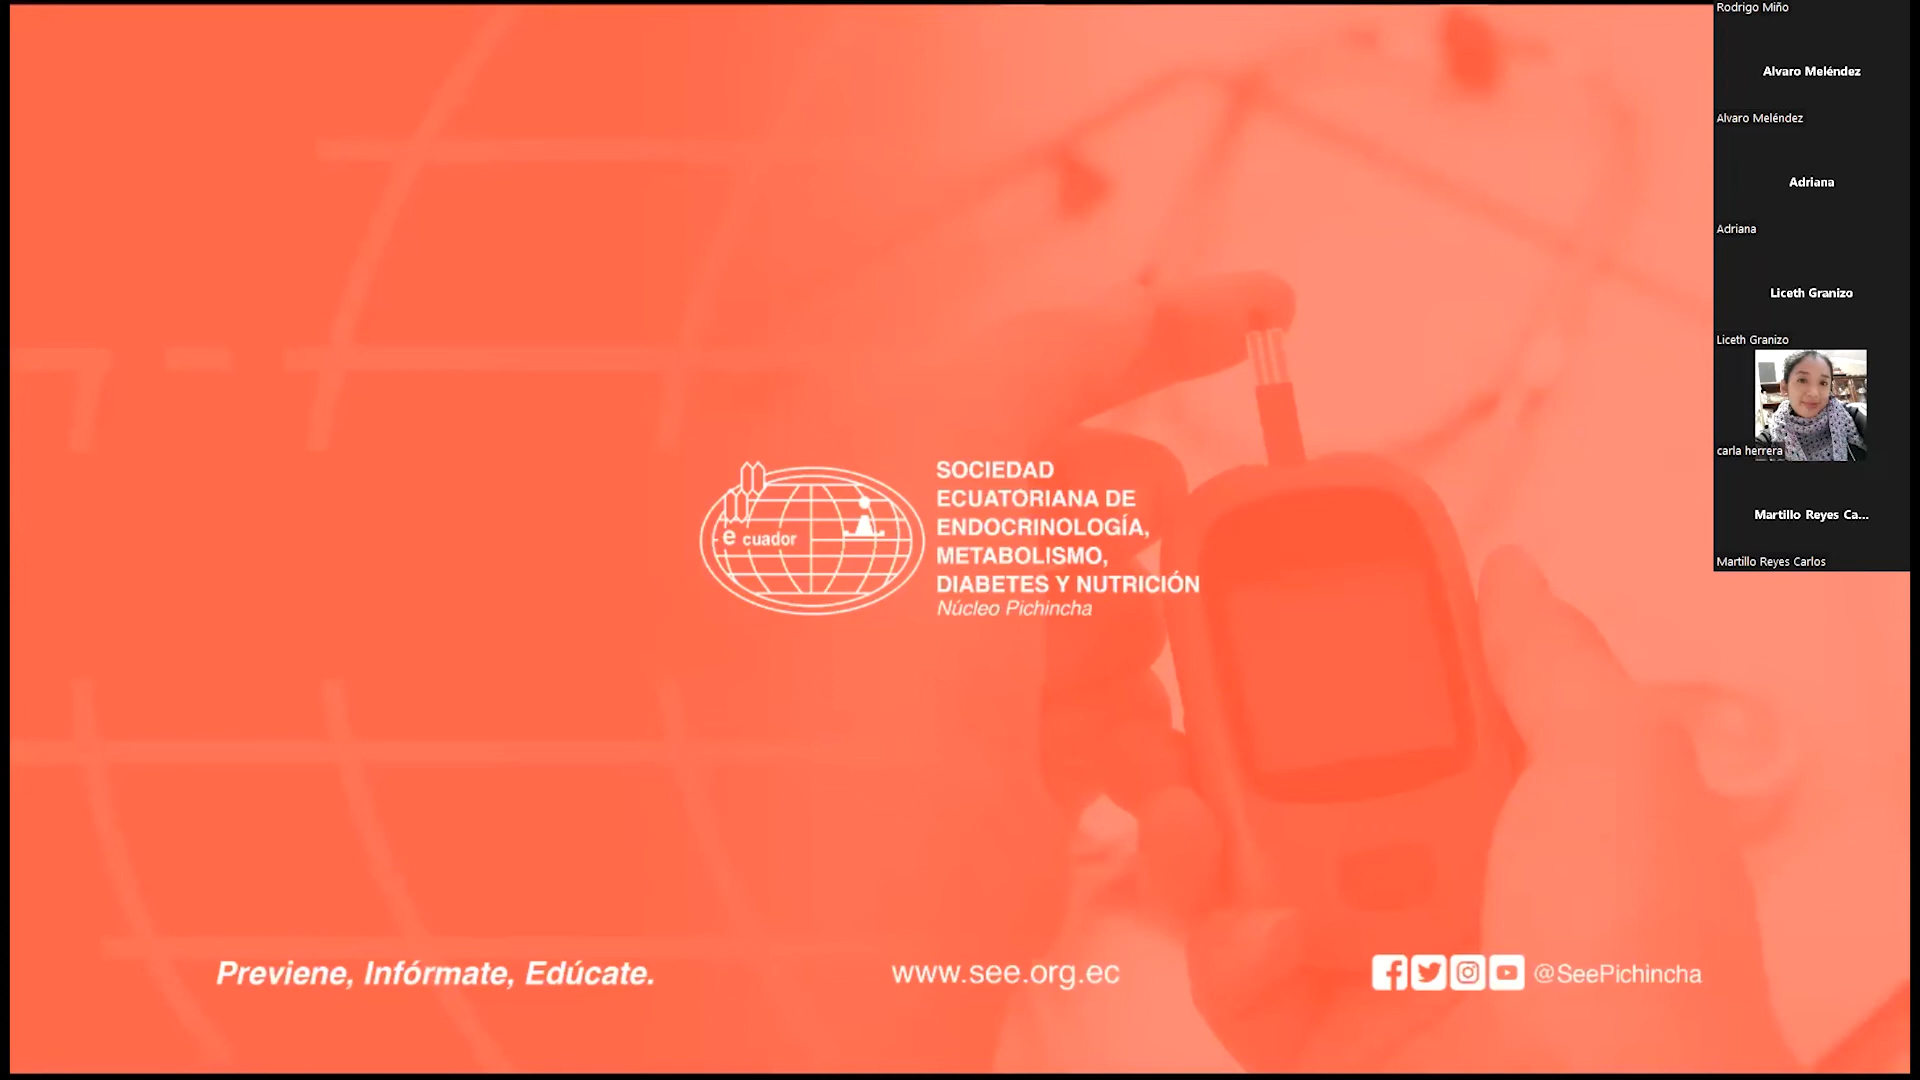 e cuador
SOCIEDAD
ECUATORIANA DE
ENDOCRINOLOGÍA,
METABOLISMO,
DIABETES Y NUTRICIÓN
Núcleo Pichincha
Previene, Infórmate, Edúcate.
www.see.org.ec
@SeePichincha
Rodrigo Miño
Alvaro Meléndez
Alvaro Meléndez
Adriana
Adriana
Liceth Granizo
Liceth Granizo
carla herrera
Martillo Reyes Ca...
Martillo Reyes Carlos